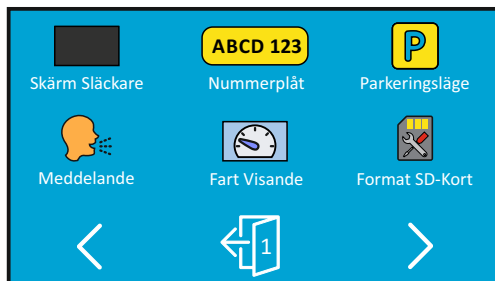 ABCD 123
P
Skärm Släckare Nummerplåt Parkeringsläge
Meddelande Fart Visande Format SD-Kort
1